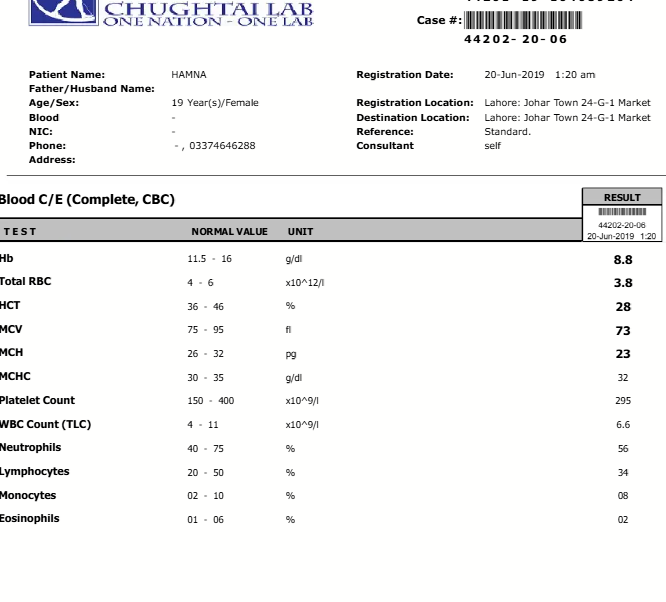 CHUGHTAI LAB
ONE NATION - ONE LAB
Case #:
44202-20-06
Patient Name: HAMNA Registration Date: 20-Jun-2019 1:20 am
Father/Husband Name:
Age/Sex: 19 Year(s)/Female Registration Location: Lahore: Johar Town 24-G-1 Market
Blood - Destination Location: Lahore: Johar Town 24-G-1 Market
NIC: - Reference: Standard.
Phone: - , 03374646288 Consultant self
Address:
Blood C/E (Complete, CBC) RESULT
44202-20-06
TEST NORMAL VALUE UNIT 20-Jun-2019 1:20
Hb 11.5 - 16 g/dl 8.8
Total RBC 4 - 6 x10^12/l 3.8
HCT 36 - 46 % 28
MCV 75 - 95 fl 73
MCH 26 - 32 pg 23
MCHC 30 - 35 g/dl 32
Platelet Count 150 - 400 x10^9/l 295
WBC Count (TLC) 4 - 11 x10^9/l 6.6
Neutrophils 40 - 75 % 56
Lymphocytes 20 - 50 % 34
Monocytes 02 - 10 % 08
Eosinophils 01 - 06 % 02